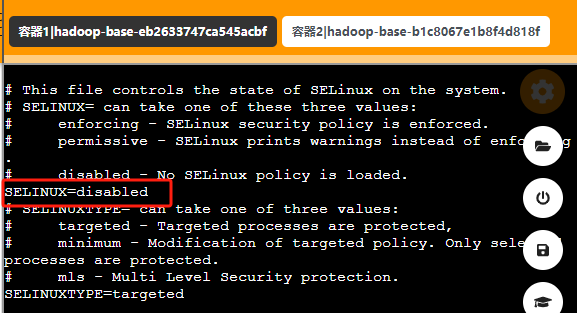 容器1|hadoop-base-eb2633747ca545acbf
容器2|hadoop-base-b1c8067e1b8f4d818f
# This file controls the state of SELinux on the system.
# SELINUX= can take one of these three values:
#     enforcing - SELinux security policy is enforced.
#     permissive - SELinux prints warnings instead of
.
#     disabled - No SELinux policy is loaded.
SELINUX=disabled
# SELINUXTYPE= can take one of three values:
#     targeted - Targeted processes are protected,
#     minimum - Modification of targeted policy. Only
processes are protected.
#     mls - Multi Level Security protection.
SELINUXTYPE=targeted